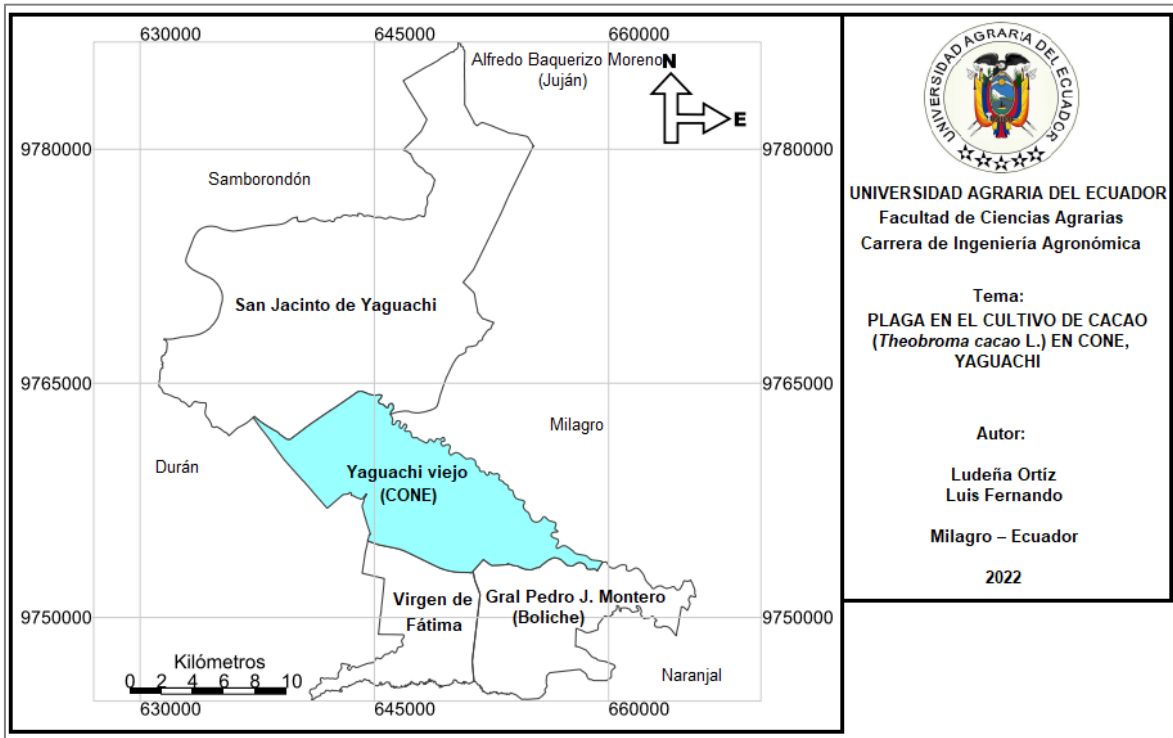 630000 645000 660000
Alfredo Baquerizo Moreno
(Juján)
N
E
9780000 9780000
Samborondón
San Jacinto de Yaguachi
9765000 9765000
Milagro
Durán
Yaguachi viejo
(CONE)
Virgen de
Fátima
Gral Pedro J. Montero
(Boliche)
9750000 9750000
Naranjal
Kilómetros
0 2 4 6 8 10
630000 645000 660000
UNIVERSIDAD AGRARIA DEL ECUADOR
UNIVERSIDAD AGRARIA DEL ECUADOR
Facultad de Ciencias Agrarias
Carrera de Ingeniería Agronómica
Tema:
PLAGA EN EL CULTIVO DE CACAO
(Theobroma cacao L.) EN CONE,
YAGUACHI
Autor:
Ludeña Ortíz
Luis Fernando
Milagro – Ecuador
2022